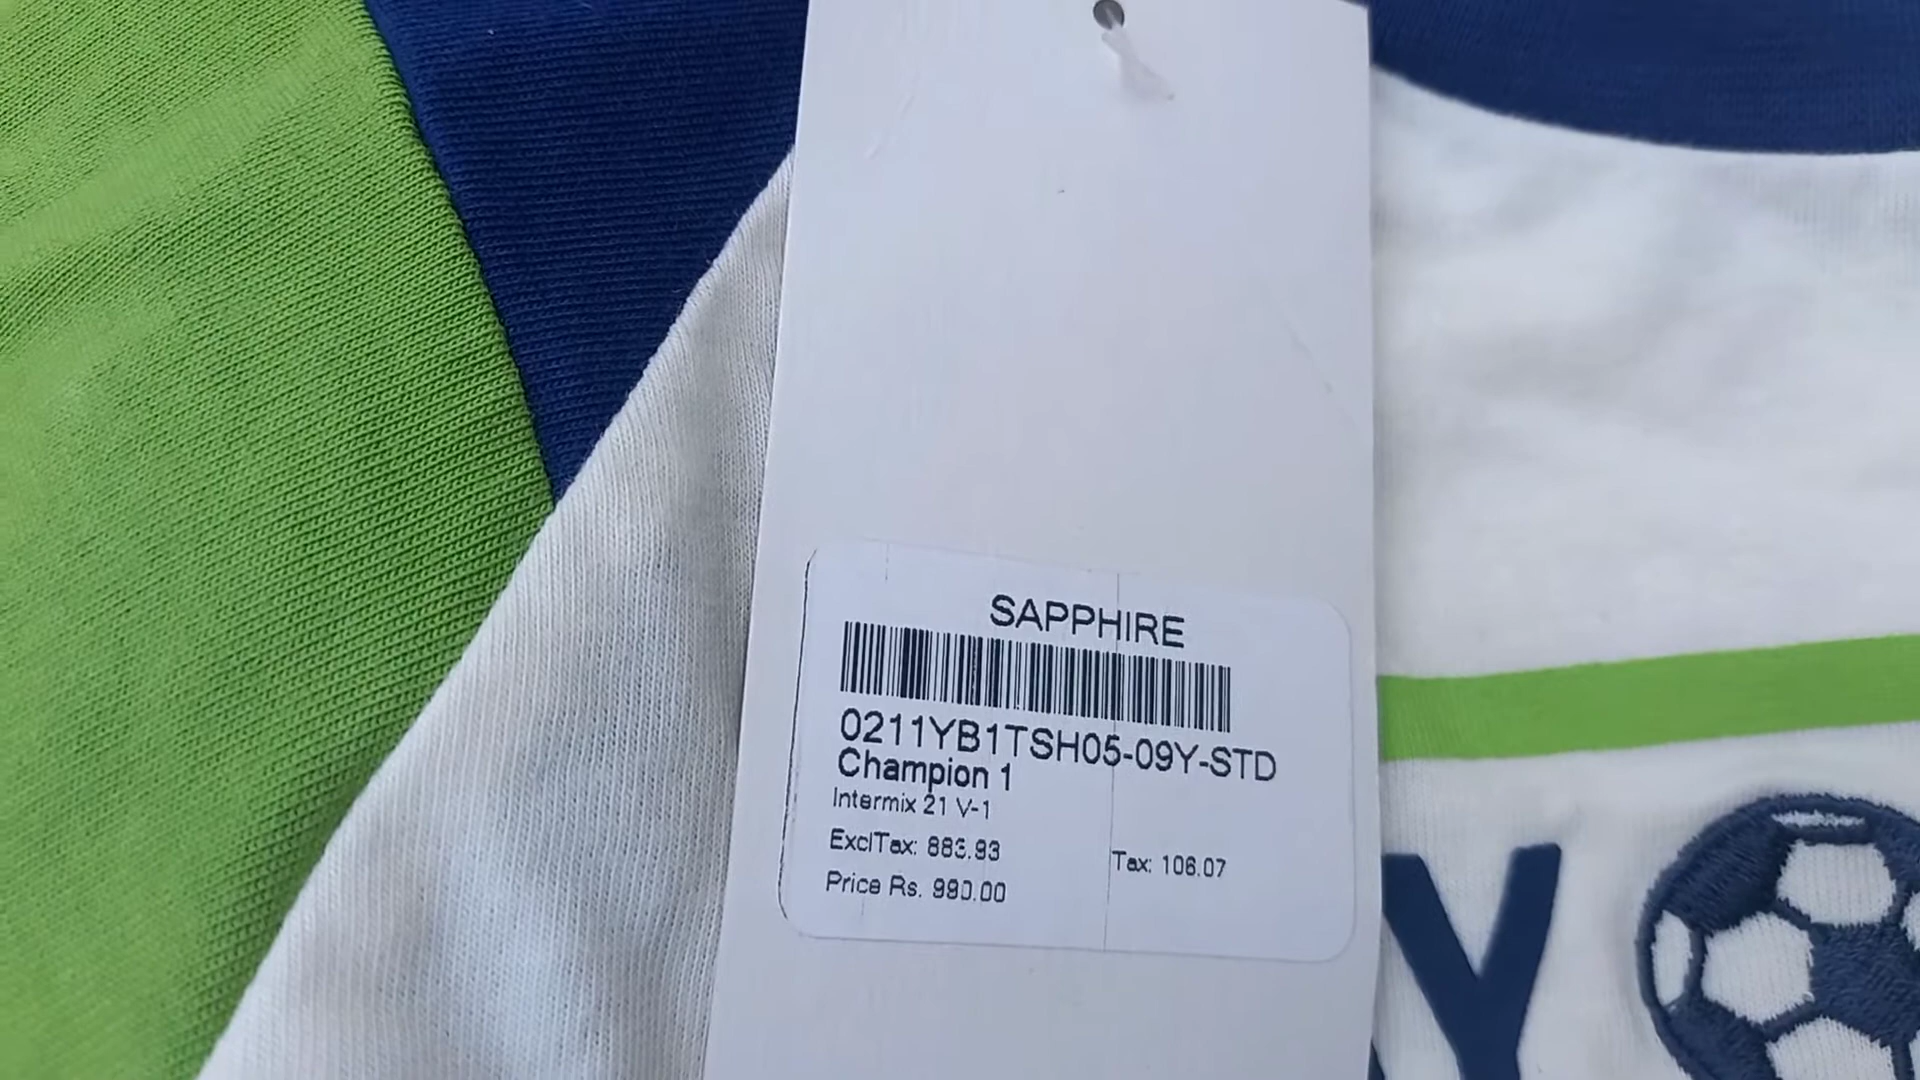 SAPPHIRE
0211YB1TSH05-09Y-STD
Champion 1
Intermix 21 V-1
ExclTax: 883.93
Tax: 106.07
Price Rs. 990.00
Y